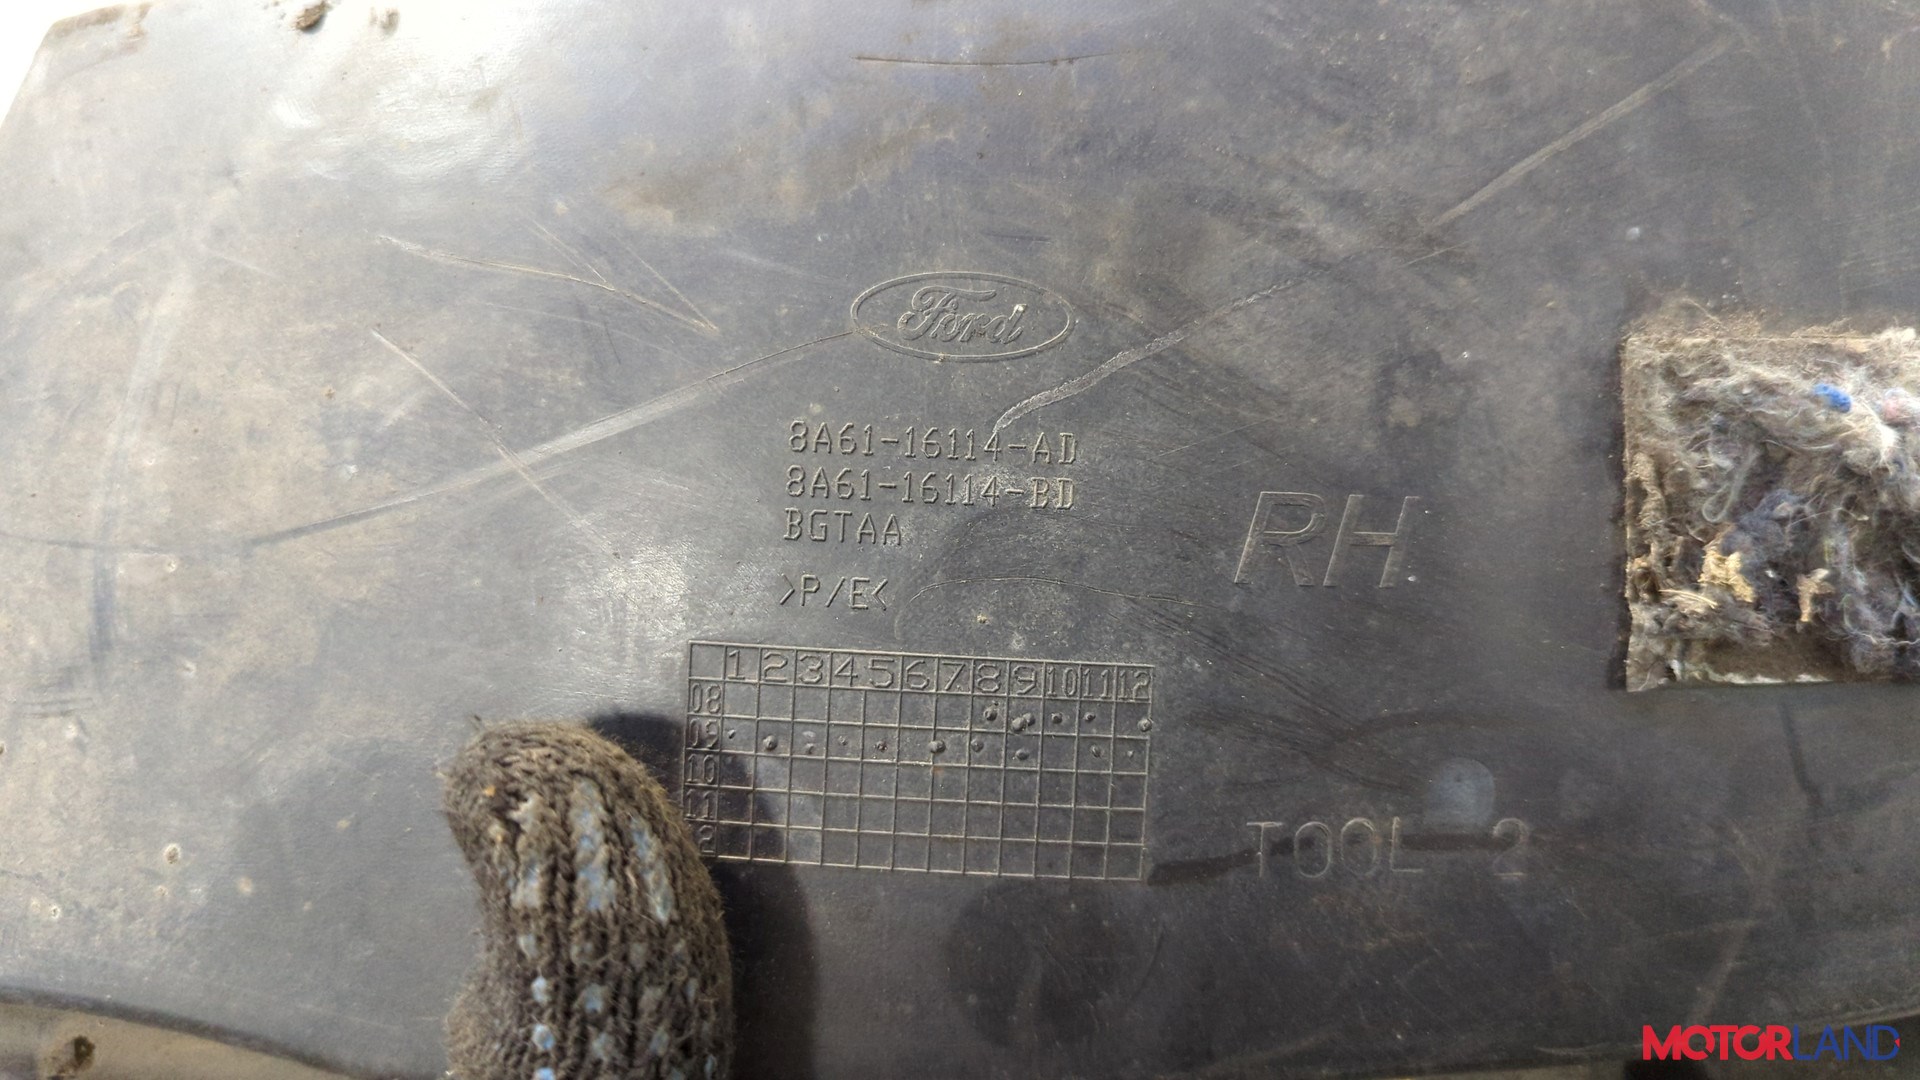 Ford
8A61-16114-AD
8A61-16114-BD
BGTAA
RH
>P/E<
1 2 3 4 5 6 7 8 9 10 11 12
08
09
10
11
TOOL 2
MOTORLAND